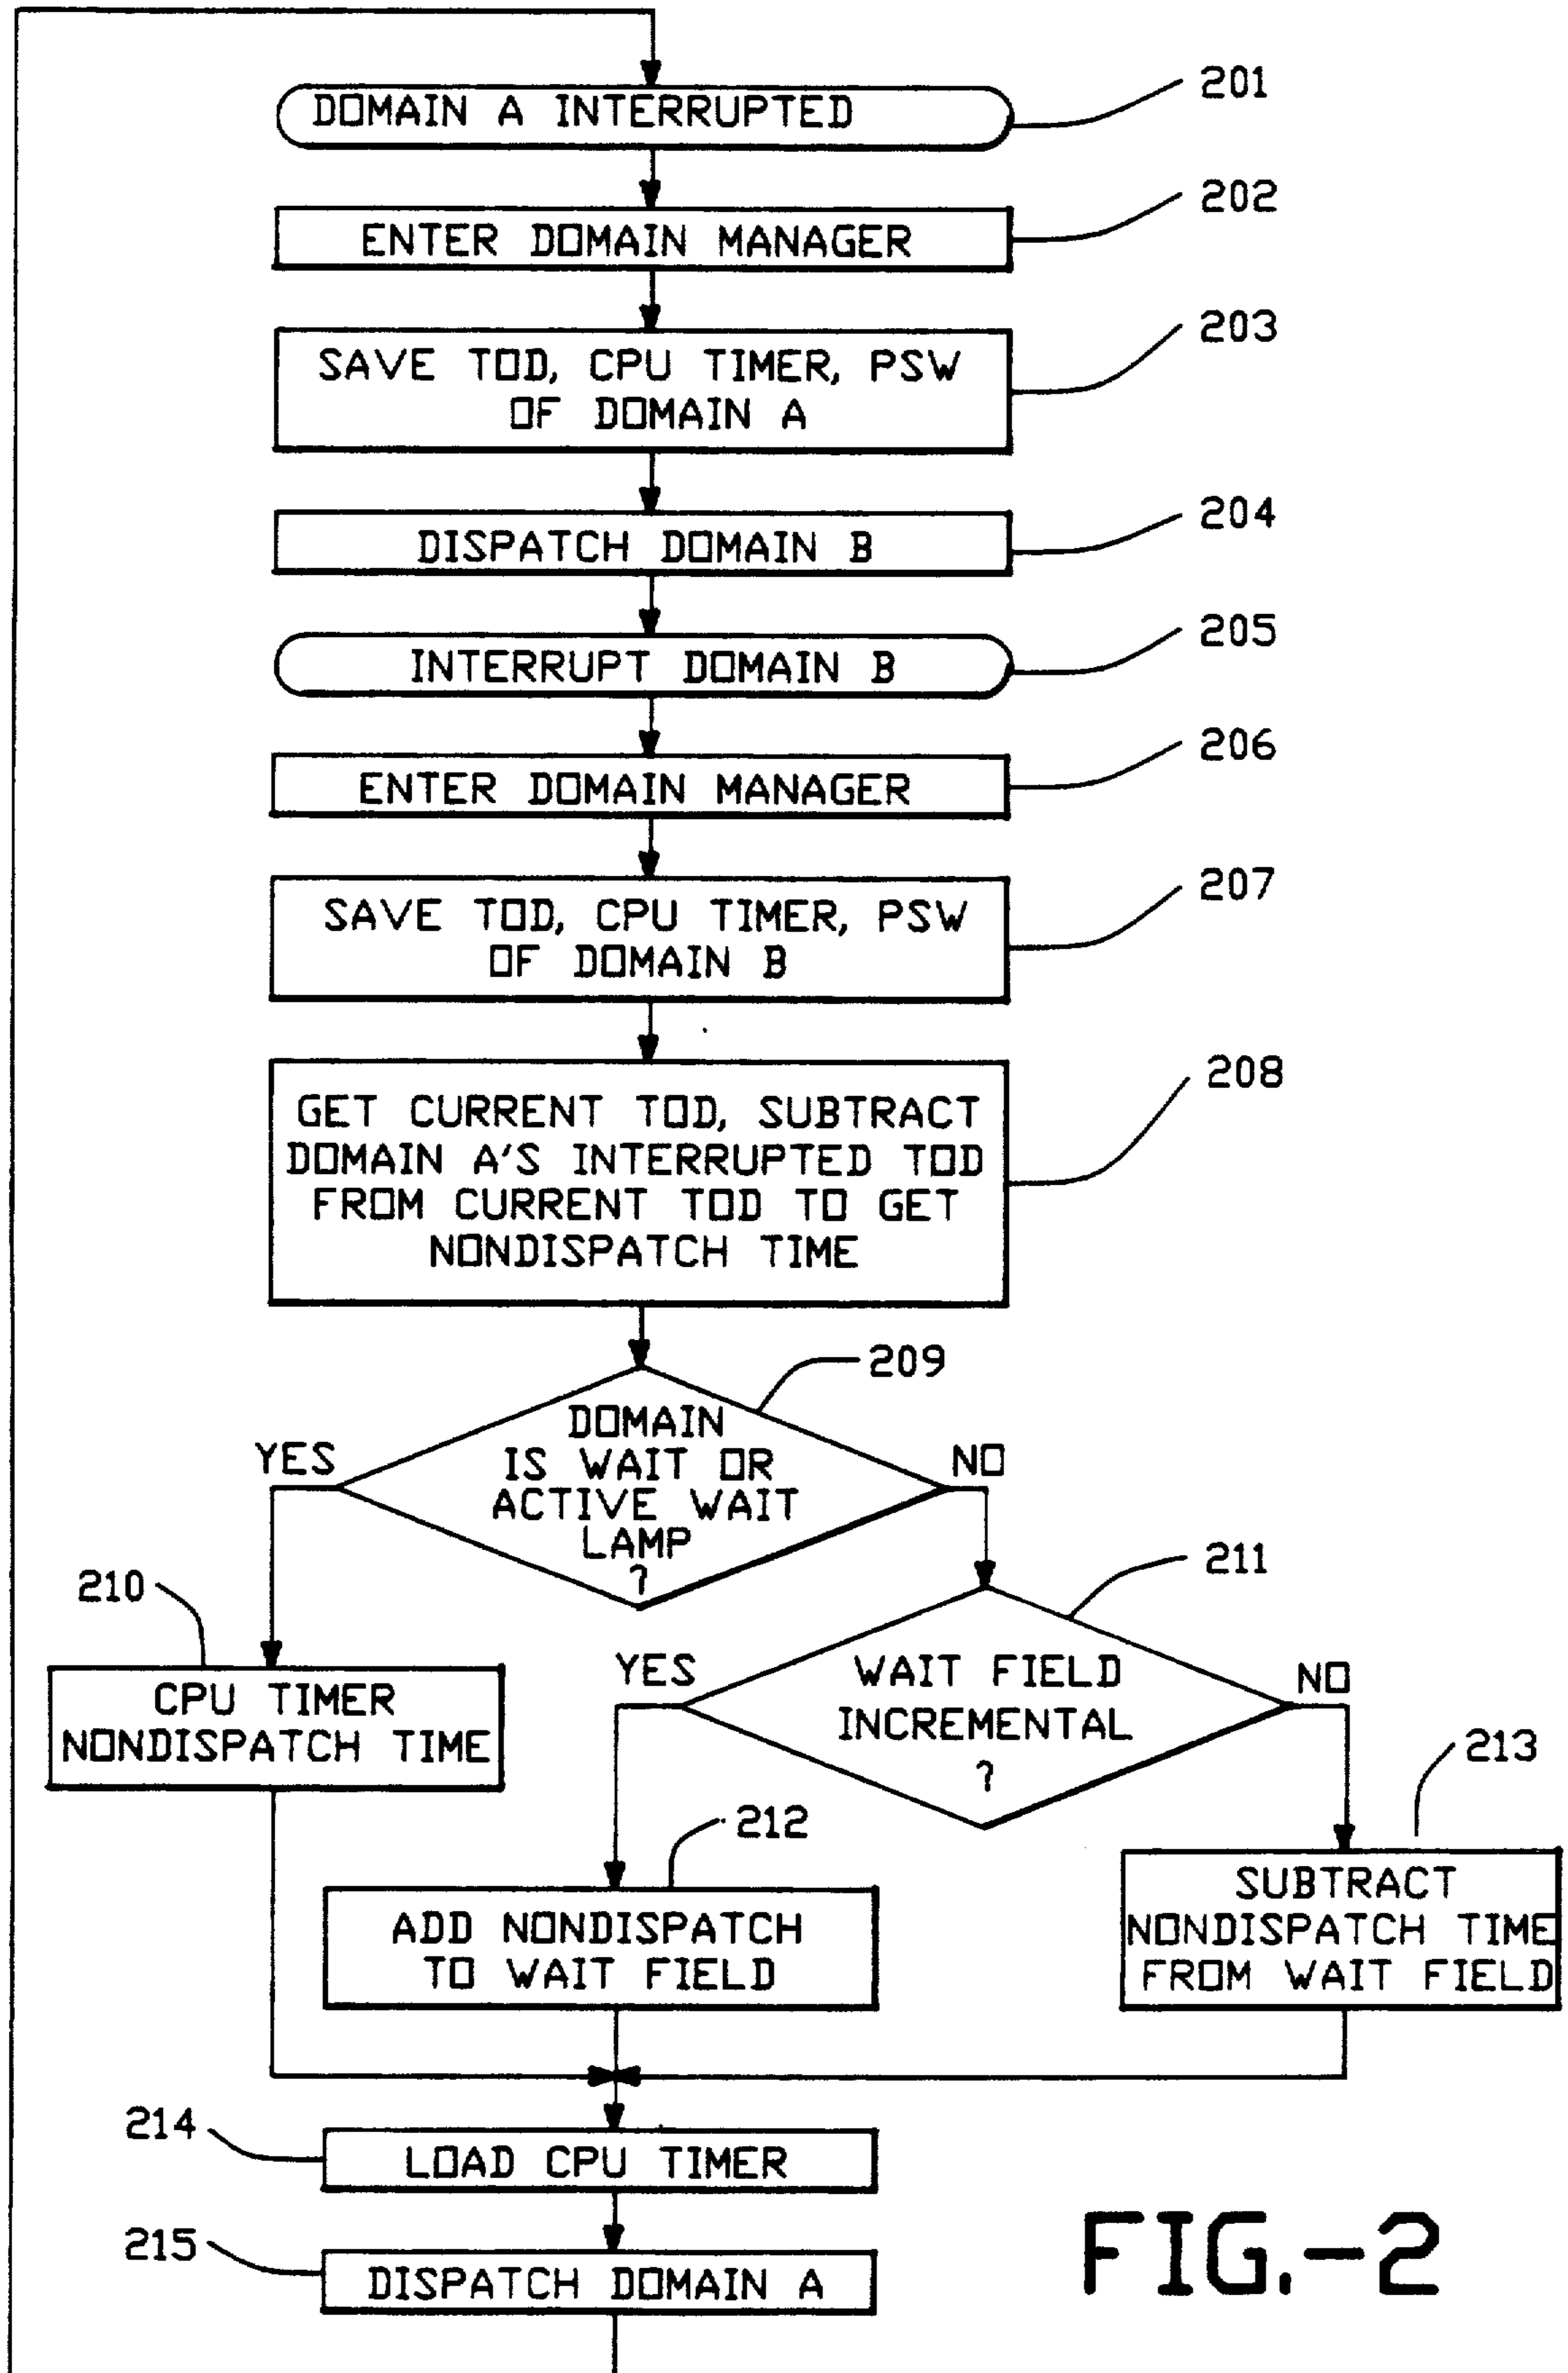 DOMAIN A INTERRUPTED
201
ENTER DOMAIN MANAGER
202
SAVE TOD, CPU TIMER, PSW
OF DOMAIN A
203
DISPATCH DOMAIN B
204
INTERRUPT DOMAIN B
205
ENTER DOMAIN MANAGER
206
SAVE TOD, CPU TIMER, PSW
OF DOMAIN B
207
GET CURRENT TOD, SUBTRACT
DOMAIN A'S INTERRUPTED TOD
FROM CURRENT TOD TO GET
NONDISPATCH TIME
208
DOMAIN
IS WAIT OR
ACTIVE WAIT
LAMP
?
209
YES
NO
210
CPU TIMER
NONDISPATCH TIME
211
WAIT FIELD
INCREMENTAL
?
YES
NO
212
ADD NONDISPATCH
TO WAIT FIELD
213
SUBTRACT
NONDISPATCH TIME
FROM WAIT FIELD
214
LOAD CPU TIMER
215
DISPATCH DOMAIN A
FIG.-2